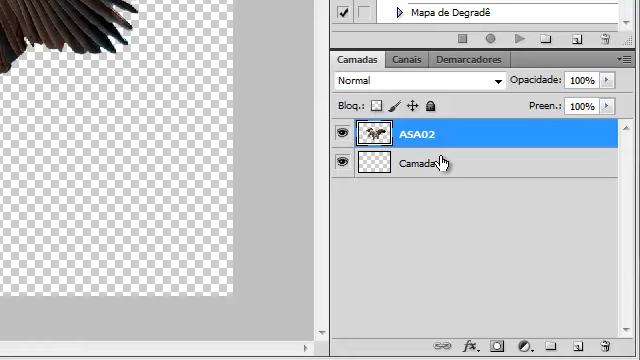 Mapa de Degradê
Camadas Canais Demarcadores
Normal Opacidade: 100%
Bloq.: Preen.: 100%
ASA02
Camada